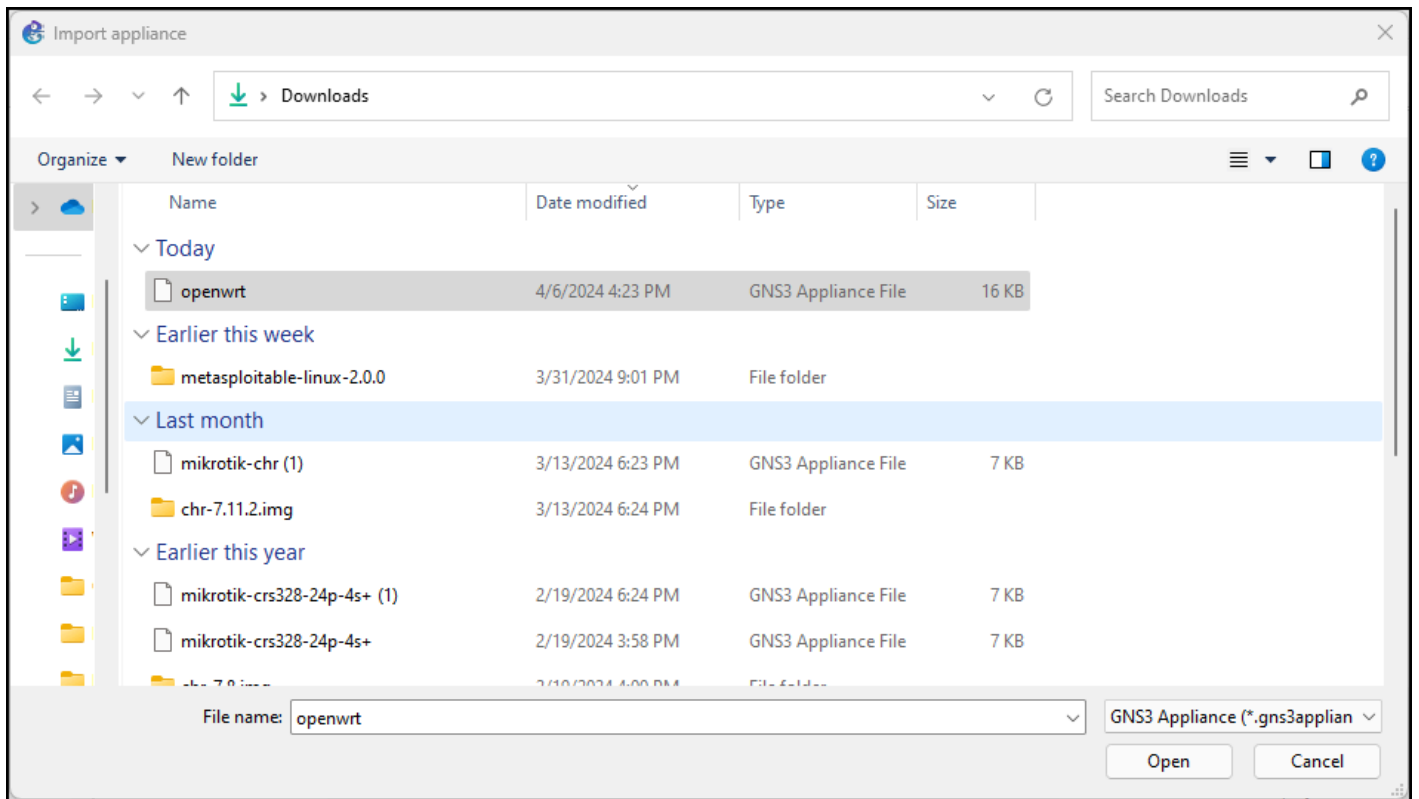 Import appliance
Downloads
Search Downloads
Organize
New folder
?
Name Date modified Type Size
Today
openwrt 4/6/2024 4:23 PM GNS3 Appliance File 16 KB
Earlier this week
metasploitable-linux-2.0.0 3/31/2024 9:01 PM File folder
Last month
mikrotik-chr (1) 3/13/2024 6:23 PM GNS3 Appliance File 7 KB
chr-7.11.2.img 3/13/2024 6:24 PM File folder
Earlier this year
mikrotik-crs328-24p-4s+ (1) 2/19/2024 6:24 PM GNS3 Appliance File 7 KB
mikrotik-crs328-24p-4s+ 2/19/2024 3:58 PM GNS3 Appliance File 7 KB
File name: openwrt GNS3 Appliance (*.gns3applian
Open Cancel